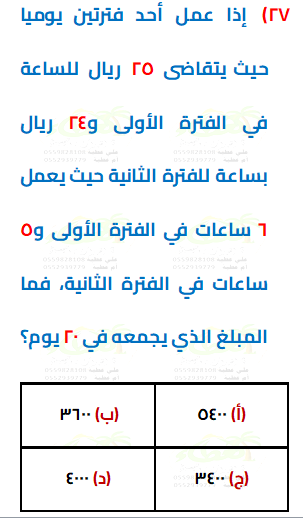 ٢٧) إذا عمل أحد فترتين يوميا
حيث يتقاضى ٢٥ ريال للساعة
في الفترة الأولى و٢٤ ريال
بساعة للفترة الثانية حيث يعمل
٦ ساعات في الفترة الأولى و٥
ساعات في الفترة الثانية، فما
المبلغ الذي يجمعه في ٢٠ يوم؟
(أ) ٥٤٠٠ (ب) ٣٦٠٠
(ج) ٣٤٠٠ (د) ٤٠٠٠